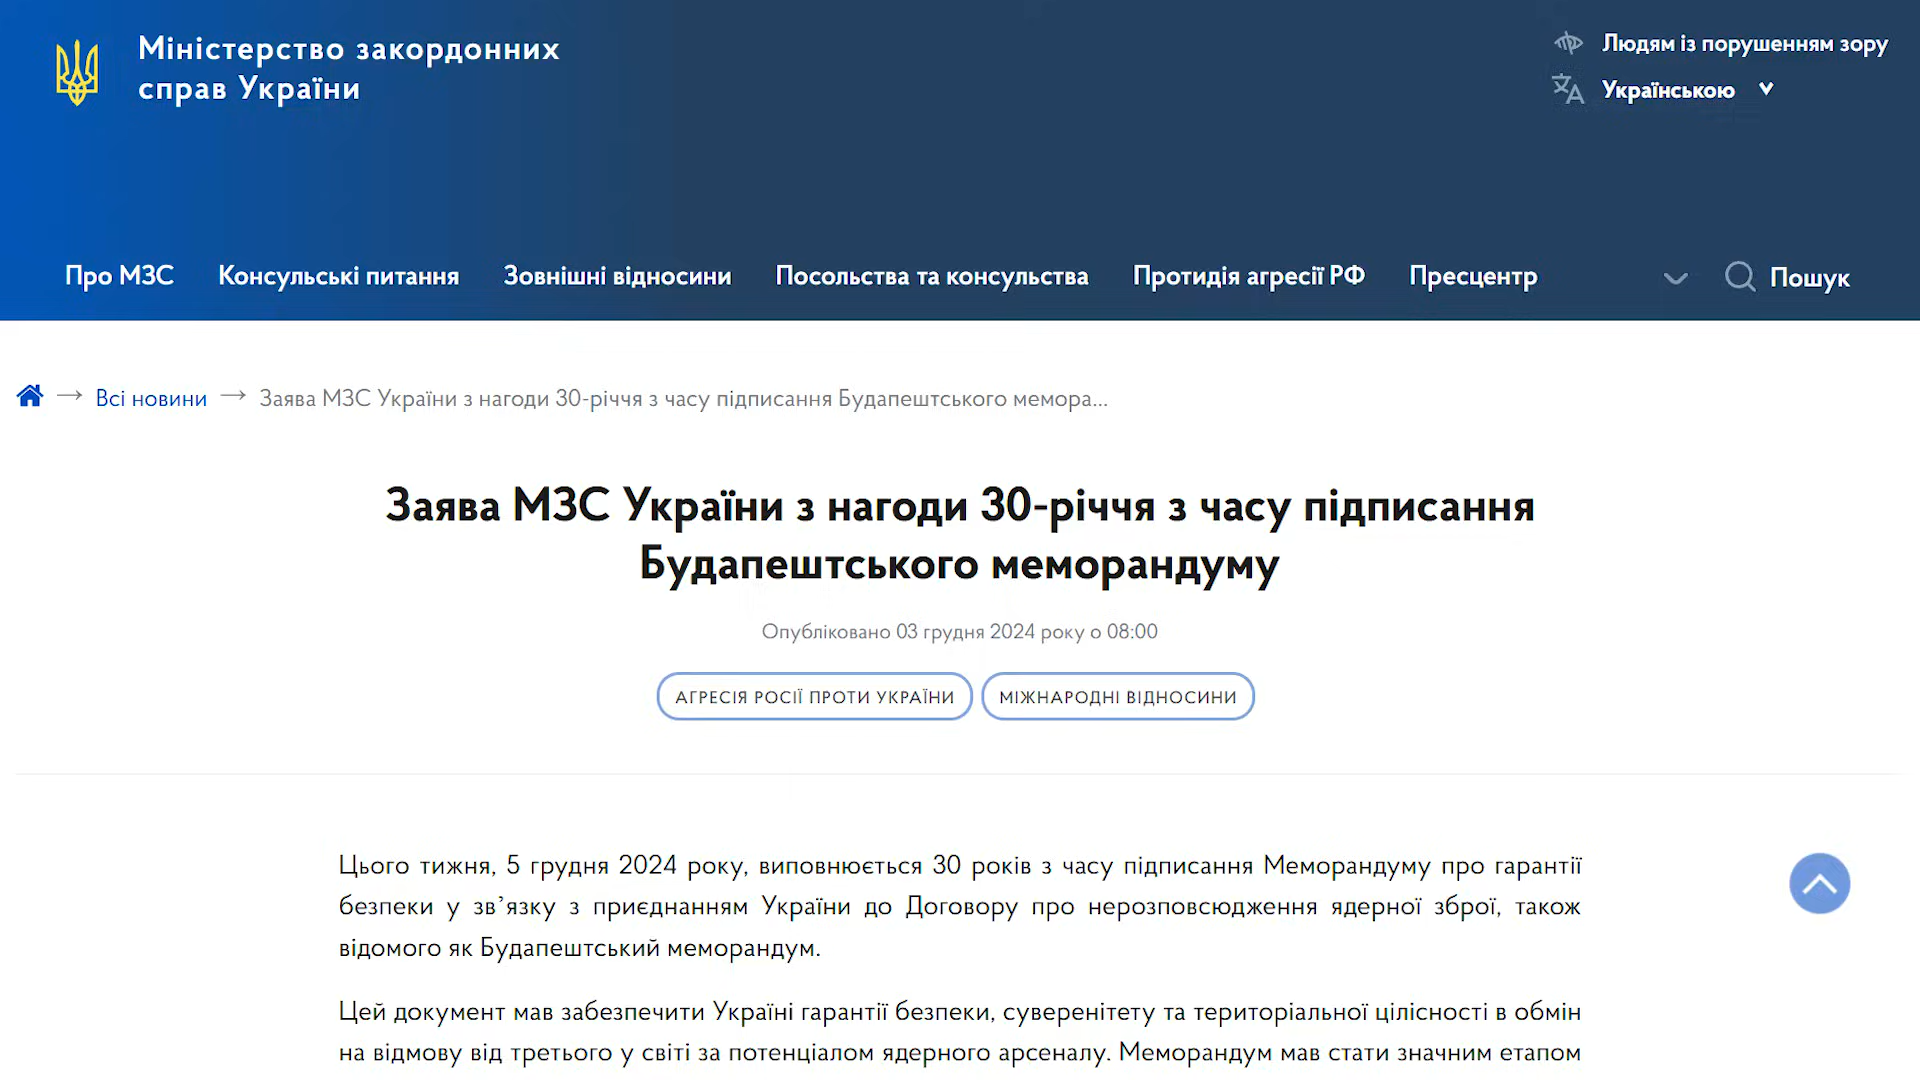 Міністерство закордонних
справ України
Людям із порушенням зору
Українською
Про МЗС Консульські питання Зовнішні відносини Посольства та консульства Протидія агресії РФ Пресцентр Пошук
Всі новини → Заява МЗС України з нагоди 30-річчя з часу підписання Будапештського мемора...
Заява МЗС України з нагоди 30-річчя з часу підписання
Будапештського меморандуму
Опубліковано 03 грудня 2024 року о 08:00
АГРЕСІЯ РОСІЇ ПРОТИ УКРАЇНИ МІЖНАРОДНІ ВІДНОСИНИ
Цього тижня, 5 грудня 2024 року, виповнюється 30 років з часу підписання Меморандуму про гарантії
безпеки у зв’язку з приєднанням України до Договору про нерозповсюдження ядерної зброї, також
відомого як Будапештський меморандум.
Цей документ мав забезпечити Україні гарантії безпеки, суверенітету та територіальної цілісності в обмін
на відмову від третього у світі за потенціалом ядерного арсеналу. Меморандум мав стати значним етапом